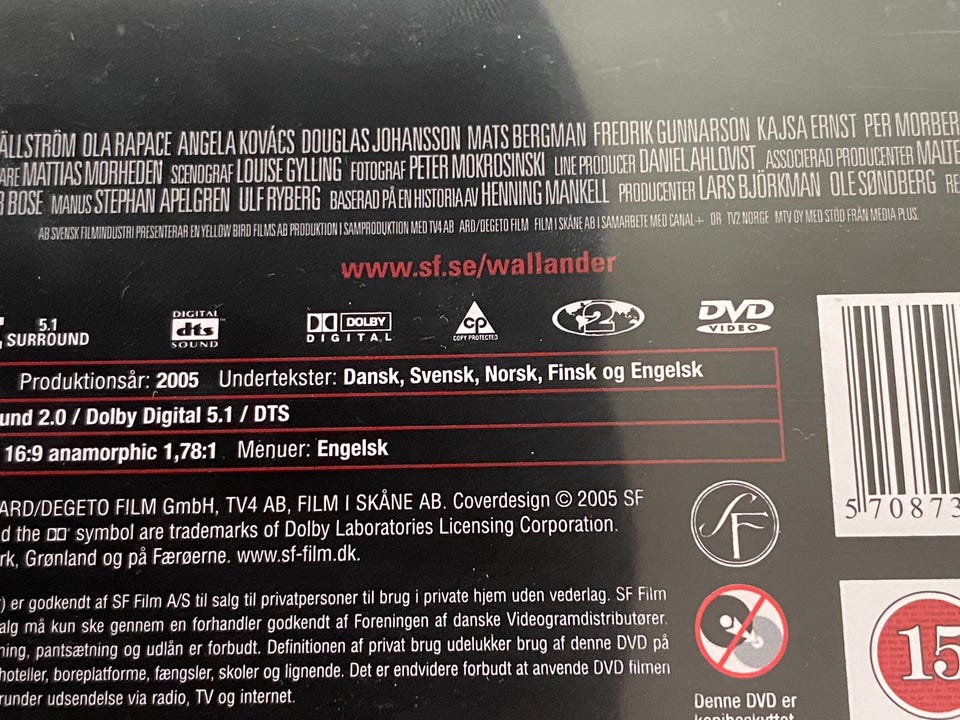 ÄLLSTRÖM OLA RAPACE ANGELA KOVÁCS DOUGLAS JOHANSSON MATS BERGMAN FREDRIK GUNNARSON KAJSA ERNST PER MORBER
ARE MATTIAS MORHEDEN SCENOGRAF LOUISE GYLLING FOTOGRAF PETER MOKROSINSKI LINE PRODUCER DANIEL AHLQVIST ASSOCIERAD PRODUCENTER MALTE
R BOSE MANUS STEPHAN APELGREN ULF RYBERG BASERAD PÅ EN HISTORIA AV HENNING MANKELL PRODUCENTER LARS BJÖRKMAN OLE SØNDBERG RE
AB SVENSK FILMINDUSTRI PRESENTERAR EN YELLOW BIRD FILMS AB PRODUKTION I SAMPRODUKTION MED TV4 AB ARD/DEGETO FILM FILM I SKÅNE AB I SAMARBETE MED CANAL+ OR TV2 NORGE MTV OY MED STÖD FRÅN MEDIA PLUS.
www.sf.se/wallander
5.1 SURROUND
DIGITAL dts SOUND
DOLBY DIGITAL
CP COPY PROTECTED
2
DVD VIDEO
Produktionsår: 2005 Undertekster: Dansk, Svensk, Norsk, Finsk og Engelsk
und 2.0 / Dolby Digital 5.1 / DTS
16:9 anamorphic 1,78:1 Menuer: Engelsk
ARD/DEGETO FILM GmbH, TV4 AB, FILM I SKÅNE AB. Coverdesign © 2005 SF
d the symbol are trademarks of Dolby Laboratories Licensing Corporation.
rk, Grønland og på Færøerne. www.sf-film.dk.
SF
5 70873
r) er godkendt af SF Film A/S til salg til privatpersoner til brug i private hjem uden vederlag. SF Film
alg må kun ske gennem en forhandler godkendt af Foreningen af danske Videogramdistributører.
ning, pantsætning og udlån er forbudt. Definitionen af privat brug udelukker brug af denne DVD på
hoteller, boreplatforme, fængsler, skoler og lignende. Det er endvidere forbudt at anvende DVD filmen
runder udsendelse via radio, TV og internet.
15
Denne DVD er
kopibeskyttet